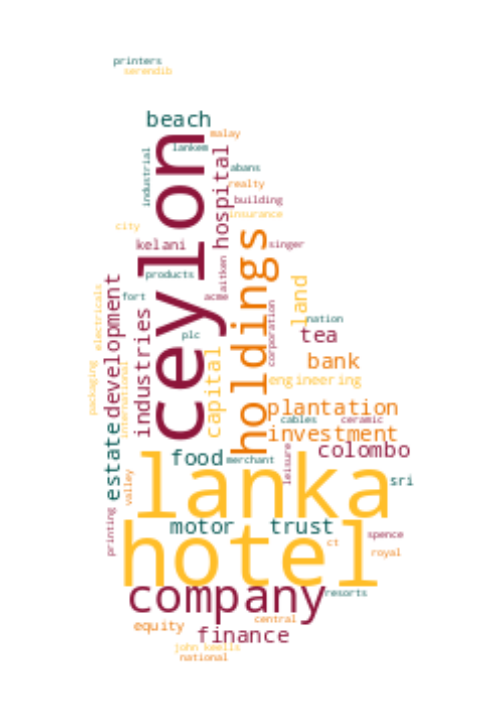 printers
serendib
beach
malay
lankem
industrial
ceylon
hospital
abans
realty
building
insurance
city
kelani
singer
holdings
aitken
products
land
electricals
development
fort
acme
nation
corporation
industries
plc
tea
capital
bank
packaging
international
engineering
plantation
cables
ceramic
investment
estate
colombo
food
merchant
leisure
lanka
valley
sri
printing
motor
trust
spence
hotel
ct
royal
company
resorts
central
equity
finance
john keells
national